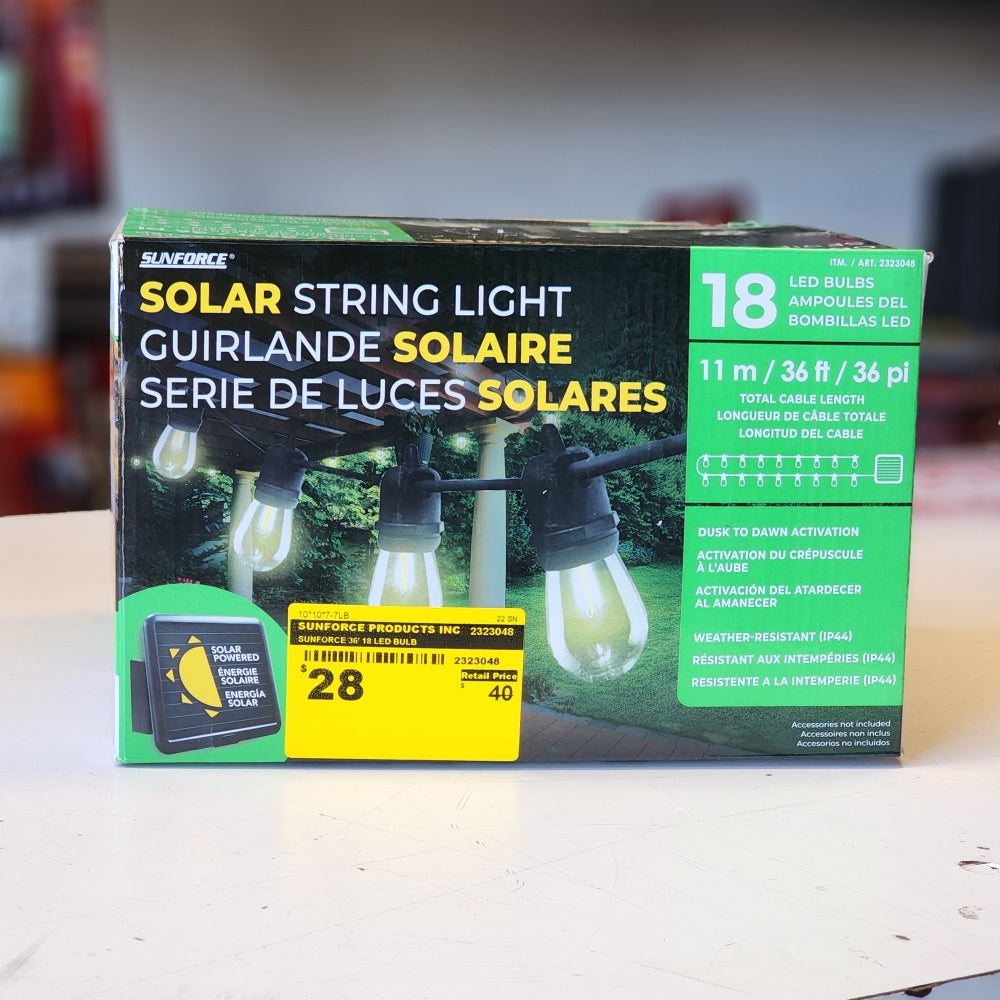 SUNFORCE®
SOLAR STRING LIGHT
GUIRLANDE SOLAIRE
SERIE DE LUCES SOLARES
ITM. / ART. 2323048
18 LED BULBS
AMPOULES DEL
BOMBILLAS LED
11 m / 36 ft / 36 pi
TOTAL CABLE LENGTH
LONGUEUR DE CÂBLE TOTALE
LONGITUD DEL CABLE
DUSK TO DAWN ACTIVATION
ACTIVATION DU CRÉPUSCULE
À L'AUBE
ACTIVACIÓN DEL ATARDECER
AL AMANECER
WEATHER-RESISTANT (IP44)
RÉSISTANT AUX INTEMPÉRIES (IP44)
RESISTENTE A LA INTEMPERIE (IP44)
Accessories not included
Accessoires non inclus
Accesorios no incluidos
SOLAR
POWERED
ÉNERGIE
SOLAIRE
ENERGÍA
SOLAR
10*10*7-7LB 22 SN
SUNFORCE PRODUCTS INC 2323048
SUNFORCE 36' 18 LED BULB
2323048
$28
Retail Price
$ 40